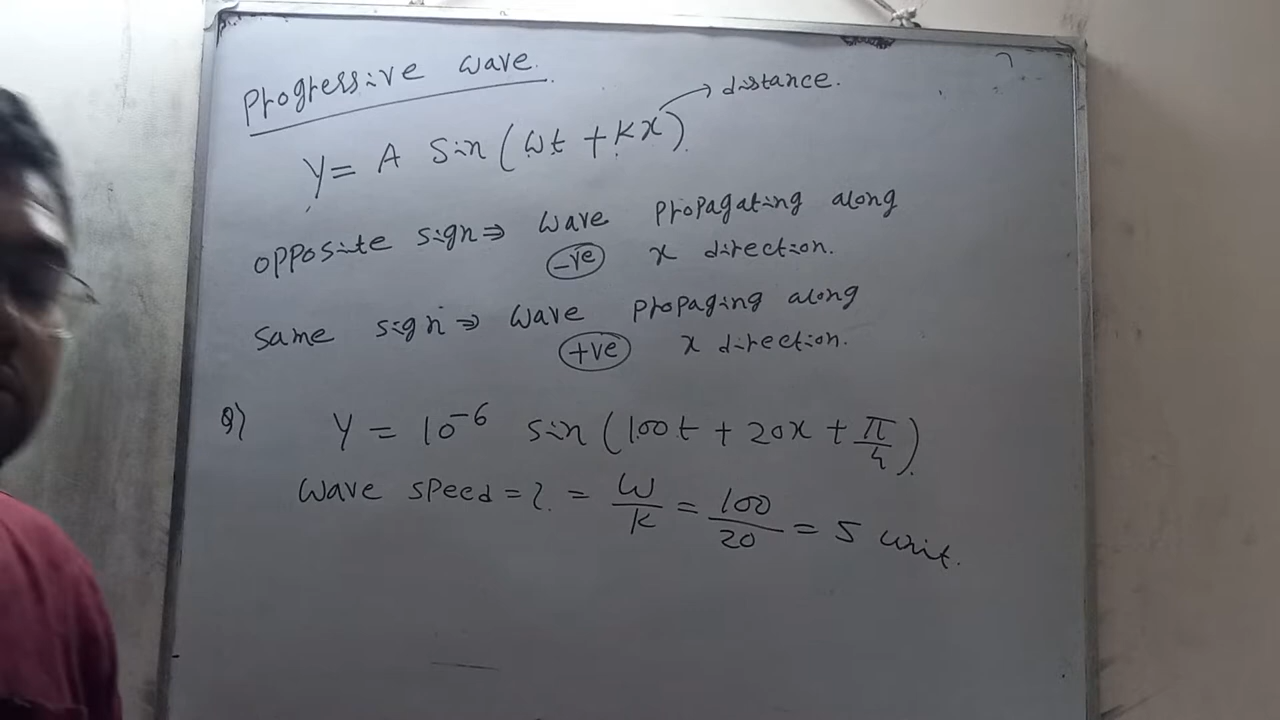 Progressive wave.
→ distance.
Y = A sin (ωt + kx)
opposite sign ⇒ wave propagating along
-ve x direction.
same sign ⇒ wave propaging along
+ve x direction.
Q) Y = 10⁻⁶ sin (100t + 20x + π/4).
wave speed = ? = ω/k = 100/20 = 5 unit.